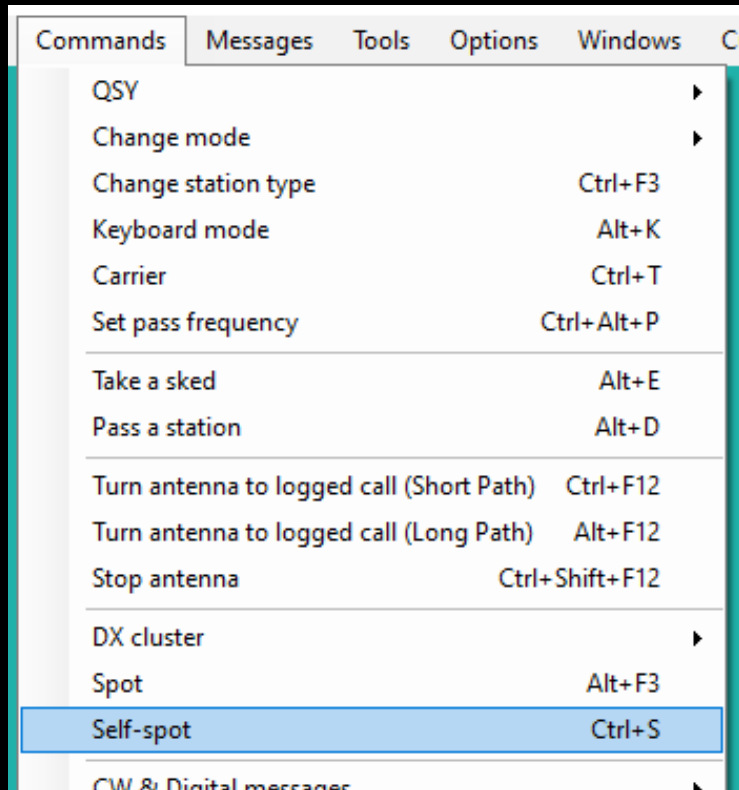 Commands Messages Tools Options Windows C
QSY
Change mode
Change station type Ctrl+F3
Keyboard mode Alt+K
Carrier Ctrl+T
Set pass frequency Ctrl+Alt+P
Take a sked Alt+E
Pass a station Alt+D
Turn antenna to logged call (Short Path) Ctrl+F12
Turn antenna to logged call (Long Path) Alt+F12
Stop antenna Ctrl+Shift+F12
DX cluster
Spot Alt+F3
Self-spot Ctrl+S
CW & Digital messages